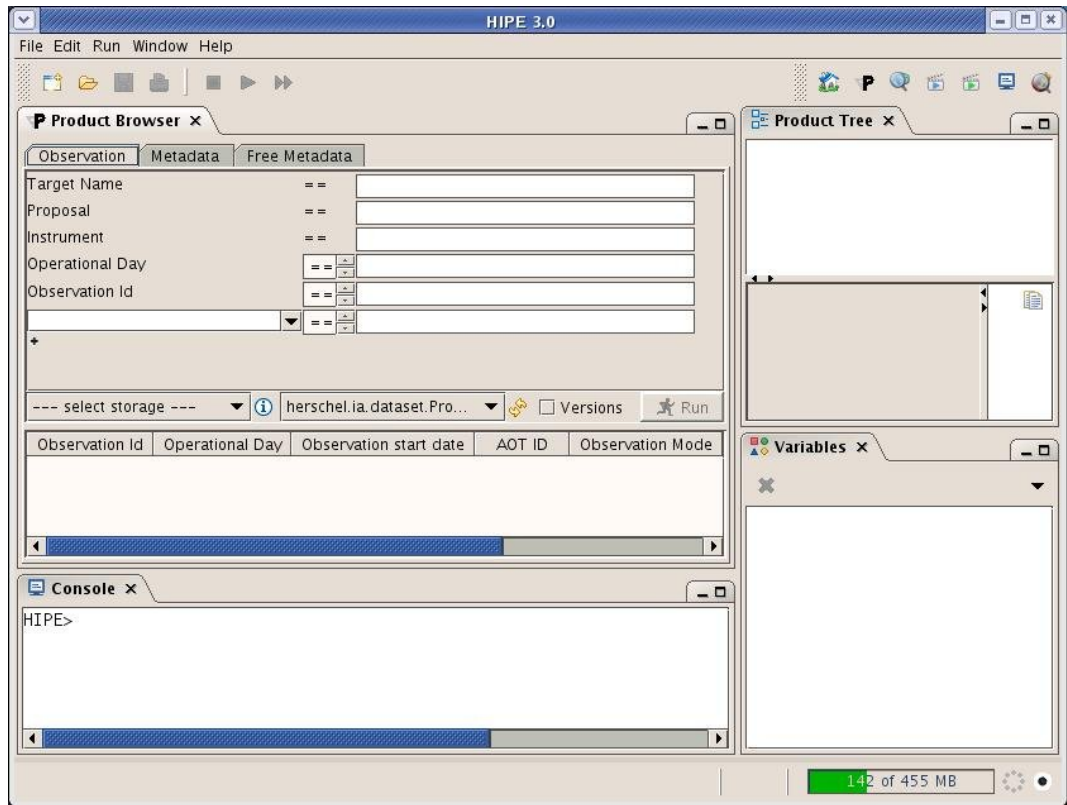 HIPE 3.0
File Edit Run Window Help
P Product Browser
Observation Metadata Free Metadata
Target Name ==
Proposal ==
Instrument ==
Operational Day ==
Observation Id ==
==
+
--- select storage --- herschel.ia.dataset.Pro... Versions Run
Observation Id Operational Day Observation start date AOT ID Observation Mode
Console
HIPE>
P
Product Tree
Variables
142 of 455 MB